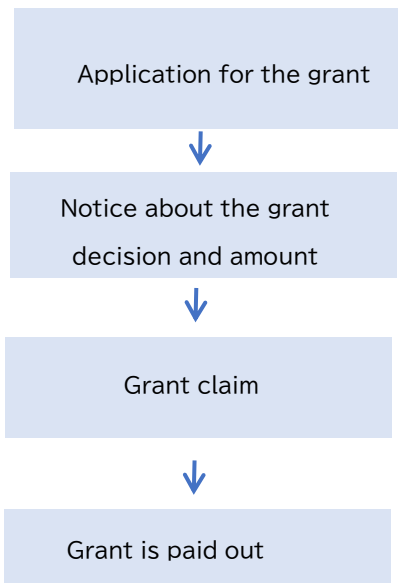 Application for the grant
Notice about the grant
decision and amount
Grant claim
Grant is paid out